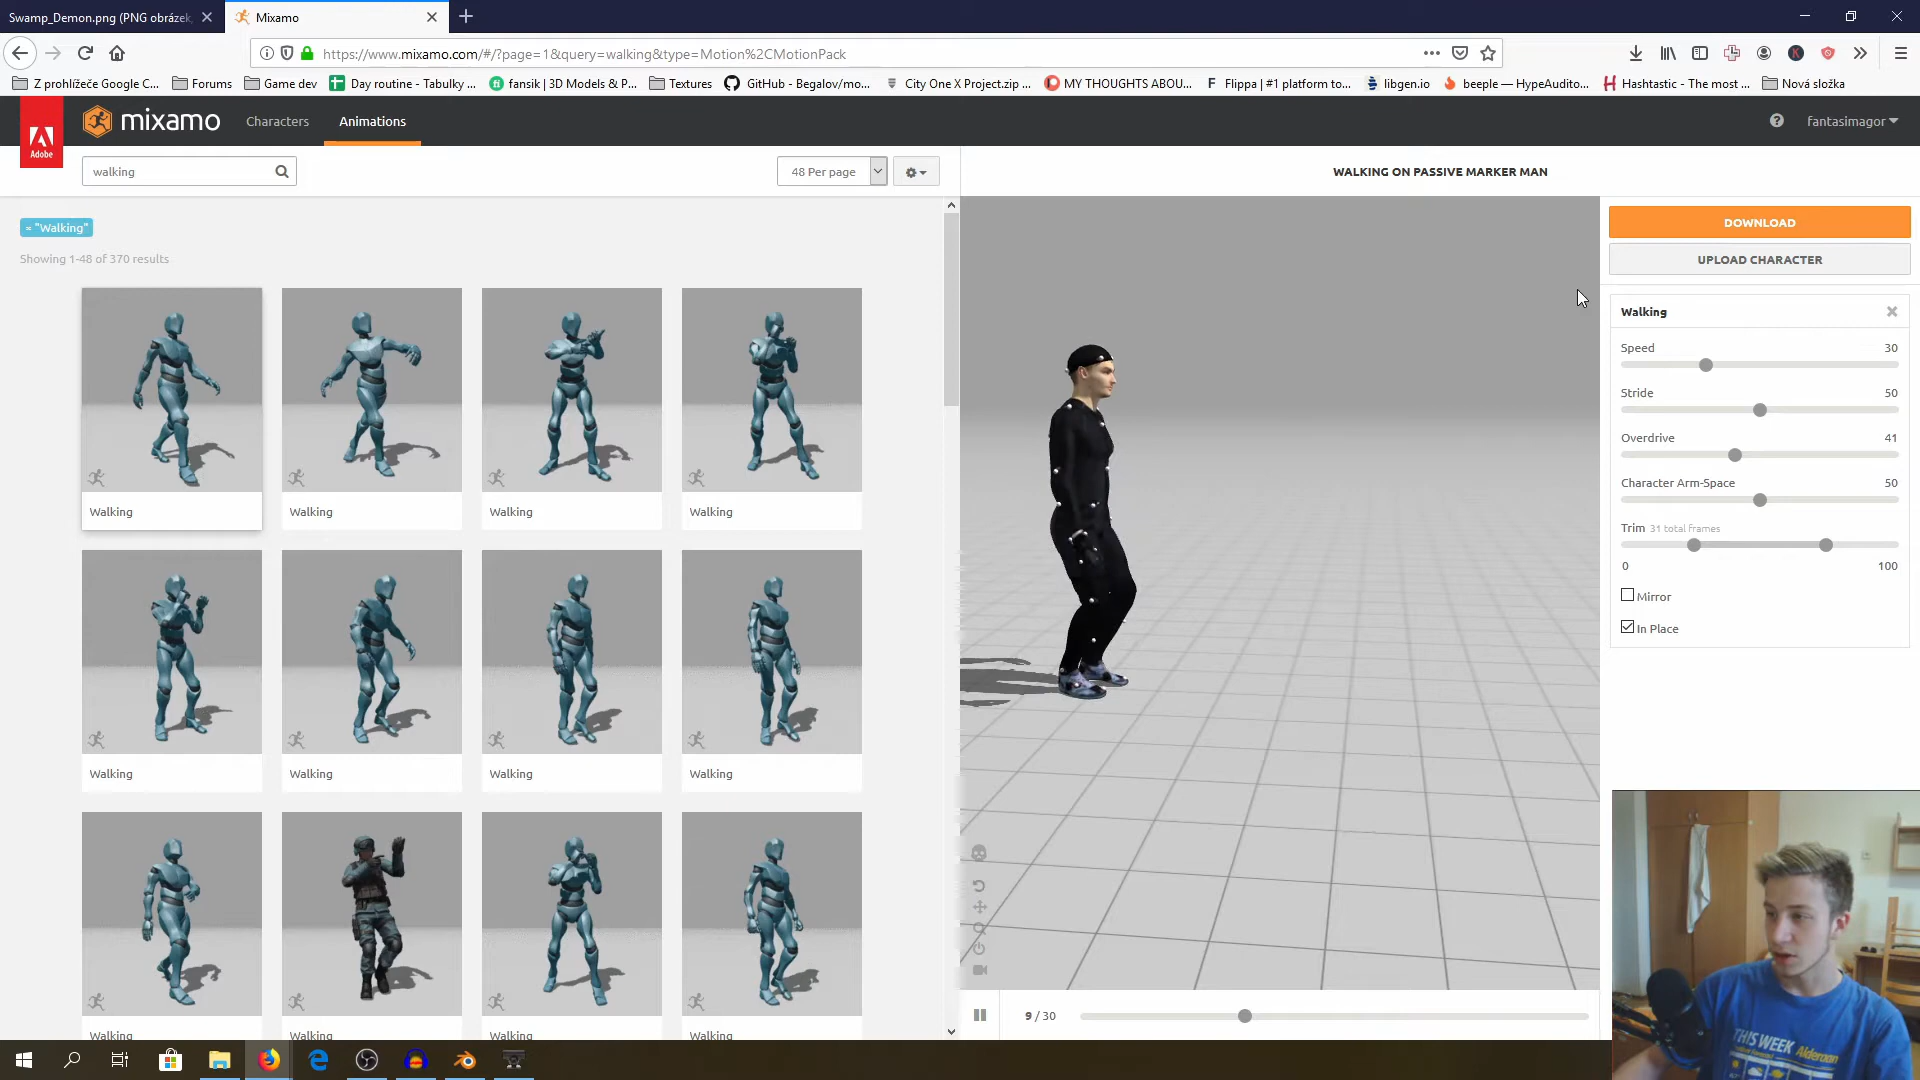 Swamp_Demon.png (PNG obrázek,
Mixamo
https://www.mixamo.com/#/?page=1&query=walking&type=Motion%2CMotionPack
Z prohlížeče Google C...
Forums
Game dev
Day routine - Tabulky ...
fansik | 3D Models & P...
Textures
GitHub - Begalov/mo...
City One X Project.zip ...
MY THOUGHTS ABOU...
Flippa | #1 platform to...
libgen.io
beeple — HypeAudito...
Hashtastic - The most ...
Nová složka
Adobe
mixamo
Characters
Animations
fantasimagor
walking
48 Per page
WALKING ON PASSIVE MARKER MAN
"Walking"
Showing 1-48 of 370 results
DOWNLOAD
UPLOAD CHARACTER
Walking
Speed 30
Stride 50
Overdrive 41
Character Arm-Space 50
Trim 31 total frames
0 100
Mirror
In Place
Walking
Walking
Walking
Walking
Walking
Walking
Walking
Walking
Walking
Walking
Walking
Walking
9 / 30
THIS WEEK Alderaan